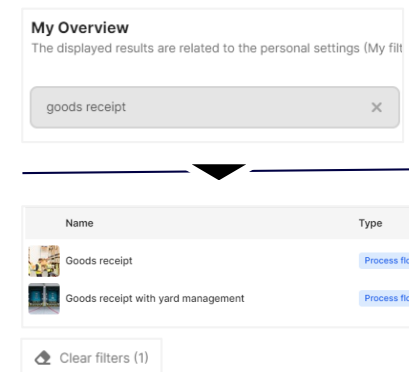 My Overview
The displayed results are related to the personal settings (My filt
goods receipt
Name Type
Goods receipt Process flo
Goods receipt with yard management Process flo
Clear filters (1)